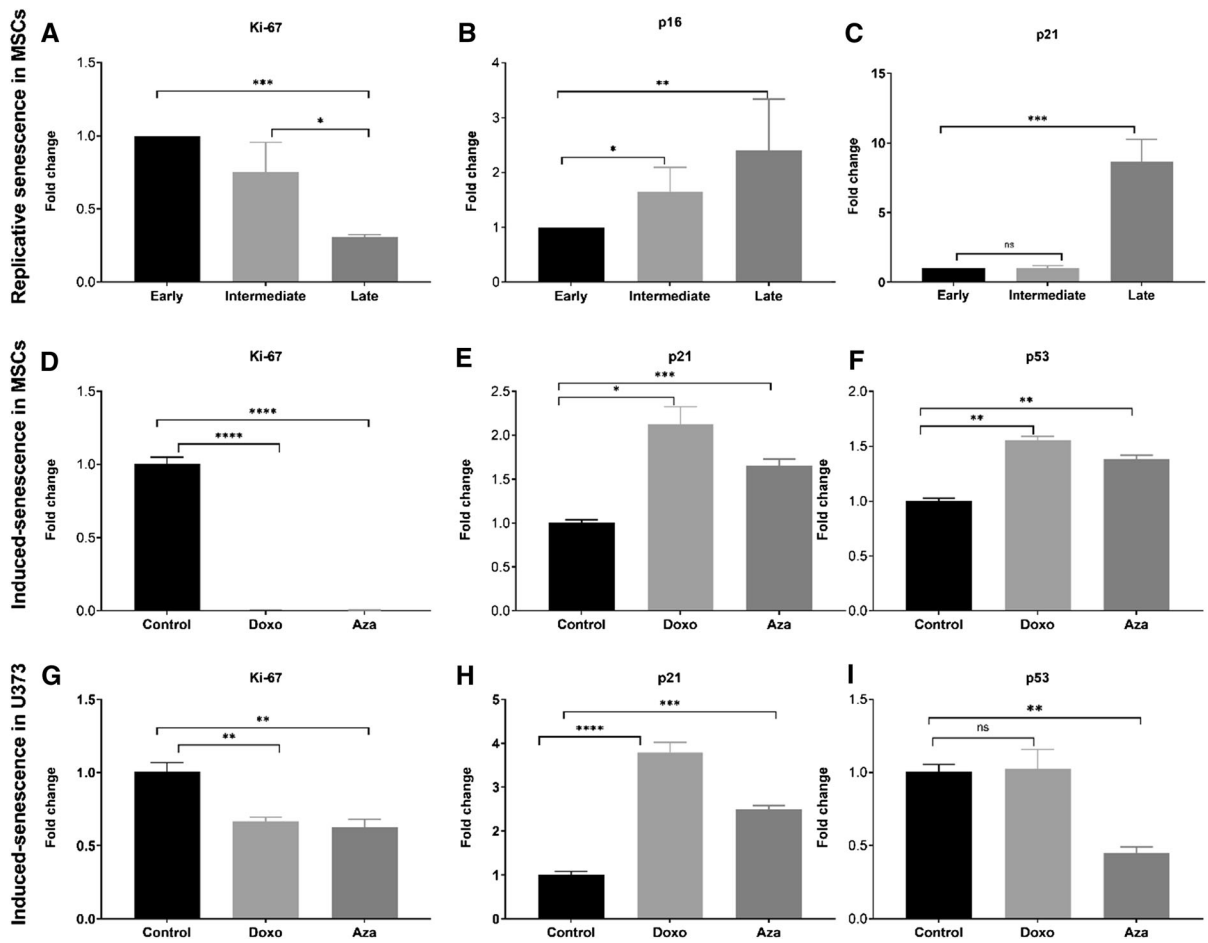 Replicative senescence in MSCs
A
Ki-67
Fold change
1.5
1.0
0.5
0.0
***
*
Early Intermediate Late
B
p16
Fold change
4
3
2
1
0
**
*
Early Intermediate Late
C
p21
Fold change
15
10
5
0
***
ns
Early Intermediate Late
Induced-senescence in MSCs
D
Ki-67
Fold change
1.5
1.0
0.5
0.0
****
****
Control Doxo Aza
E
p21
Fold change
2.5
2.0
1.5
1.0
0.5
0.0
***
*
Control Doxo Aza
F
p53
Fold change
2.0
1.5
1.0
0.5
0.0
**
**
Control Doxo Aza
Induced-senescence in U373
G
Ki-67
Fold change
1.5
1.0
0.5
0.0
**
**
Control Doxo Aza
H
p21
Fold change
5
4
3
2
1
0
***
****
Control Doxo Aza
I
p53
Fold change
1.5
1.0
0.5
0.0
**
ns
Control Doxo Aza